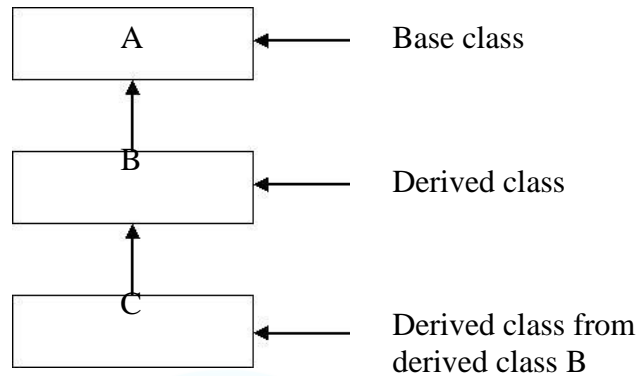 A
Base class
B
Derived class
C
Derived class from
derived class B